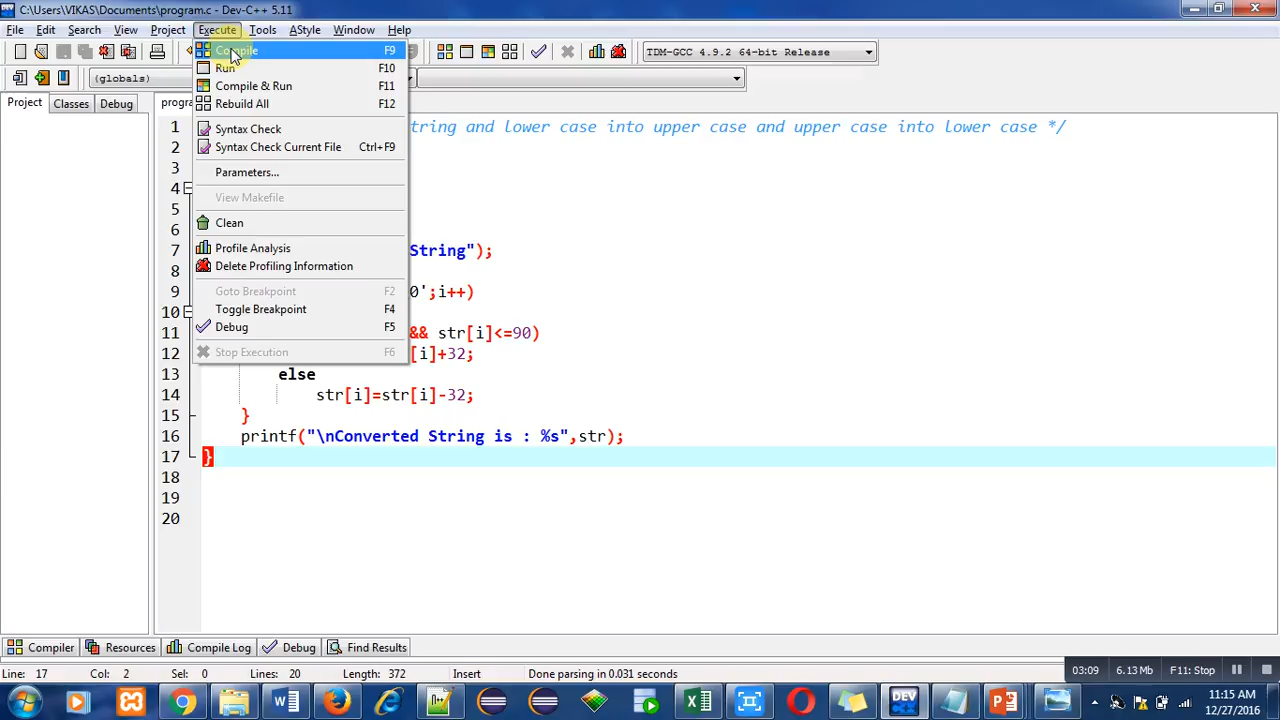 C:\Users\VIKAS\Documents\program.c - Dev-C++ 5.11
File Edit Search View Project Execute Tools AStyle Window Help
Compile F9
TDM-GCC 4.9.2 64-bit Release
Run F10
(globals)
Compile & Run F11
Rebuild All F12
Project Classes Debug
Syntax Check
Syntax Check Current File Ctrl+F9
Parameters...
View Makefile
Clean
Profile Analysis
Delete Profiling Information
Goto Breakpoint F2
Toggle Breakpoint F4
Debug F5
Stop Execution F6
1 tring and lower case into upper case and upper case into lower case */
2
3
4
5
6
7 String");
8
9 0';i++)
10
11 && str[i]<=90)
12 [i]+32;
13 else
14 str[i]=str[i]-32;
15 }
16 printf("\nConverted String is : %s",str);
17 }
18
19
20
Compiler Resources Compile Log Debug Find Results
Line: 17 Col: 2 Sel: 0 Lines: 20 Length: 372 Insert Done parsing in 0.031 seconds
03:09 6.13 Mb F11: Stop
11:15 AM
12/27/2016